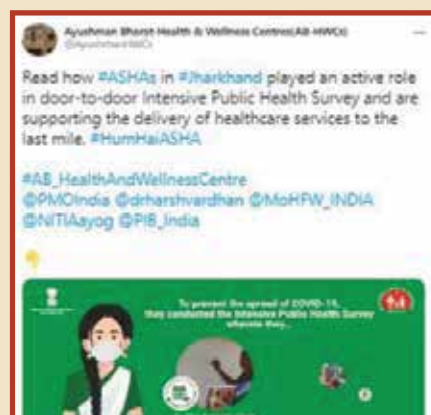 Ayushman Bharat Health & Wellness Centres(AB-HWCs)
Read how #ASHAs in #Jharkhand played an active role
in door-to-door Intensive Public Health Survey and are
supporting the delivery of healthcare services to the
last mile. #HumHaiASHA
#AB_HealthAndWellnessCentre
@PMOIndia @drharshvardhan @MoHFW_INDIA
@NITIAayog @PIB_India
To prevent the spread of COVID-19,
they conducted the Intensive Public Health Survey
wherein they...